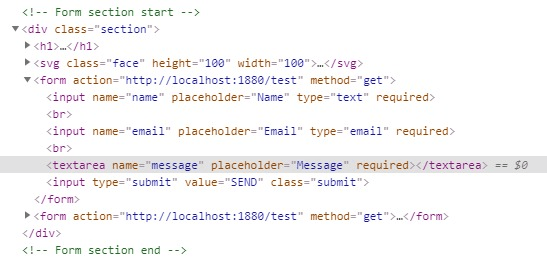 <!-- Form section start -->
▼<div class="section">
▶<h1>…</h1>
▶<svg class="face" height="100" width="100">…</svg>
▼<form action="http://localhost:1880/test" method="get">
<input name="name" placeholder="Name" type="text" required>
<br>
<input name="email" placeholder="Email" type="email" required>
<br>
<textarea name="message" placeholder="Message" required></textarea> == $0
<input type="submit" value="SEND" class="submit">
</form>
▶<form action="http://localhost:1880/test" method="get">…</form>
</div>
<!-- Form section end -->